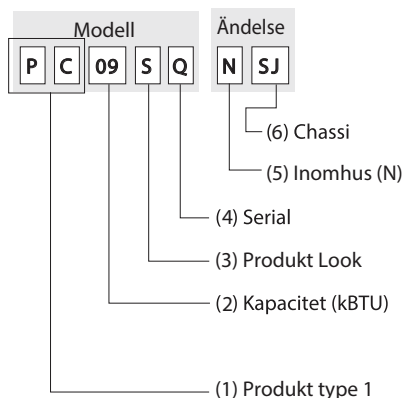 Modell Ändelse
P C 09 S Q N SJ
(6) Chassi
(5) Inomhus (N)
(4) Serial
(3) Produkt Look
(2) Kapacitet (kBTU)
(1) Produkt type 1